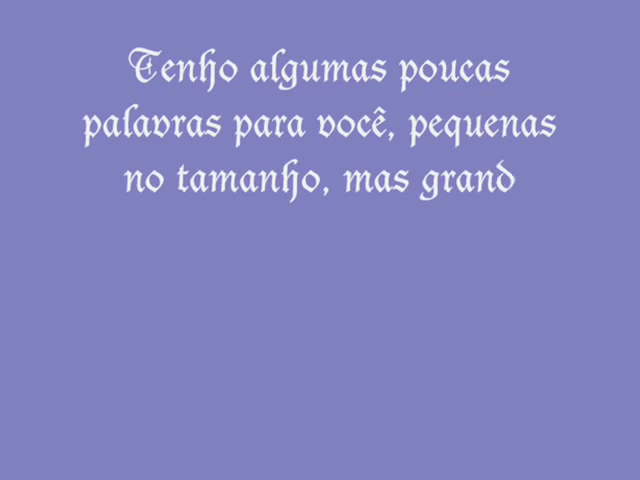 Tenho algumas poucas
palavras para você, pequenas
no tamanho, mas grand